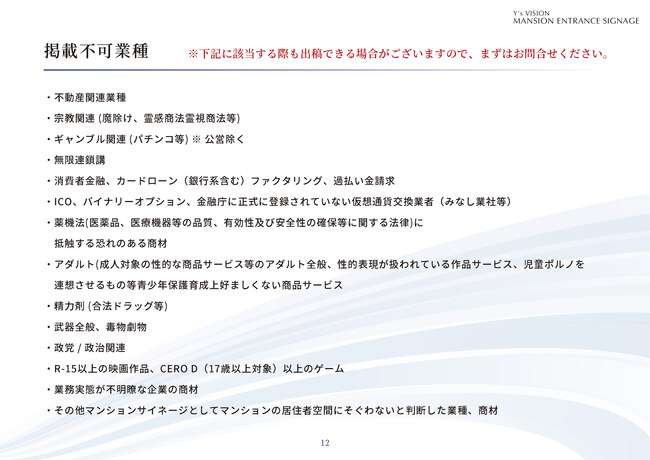 Y's VISION
MANSION ENTRANCE SIGNAGE
掲載不可業種
※下記に該当する際も出稿できる場合がございますので、まずはお問合せください。
・不動産関連業種
・宗教関連 (魔除け、霊感商法霊視商法等)
・ギャンブル関連 (パチンコ等) ※ 公営除く
・無限連鎖講
・消費者金融、カードローン（銀行系含む）ファクタリング、過払い金請求
・ICO、バイナリーオプション、金融庁に正式に登録されていない仮想通貨交換業者（みなし業社等）
・薬機法(医薬品、医療機器等の品質、有効性及び安全性の確保等に関する法律)に
抵触する恐れのある商材
・アダルト(成人対象の性的な商品サービス等のアダルト全般、性的表現が扱われている作品サービス、児童ポルノを
連想させるもの等青少年保護育成上好ましくない商品サービス
・精力剤 (合法ドラッグ等)
・武器全般、毒物劇物
・政党 / 政治関連
・R-15以上の映画作品、CERO D（17歳以上対象）以上のゲーム
・業務実態が不明瞭な企業の商材
・その他マンションサイネージとしてマンションの居住者空間にそぐわないと判断した業種、商材
12